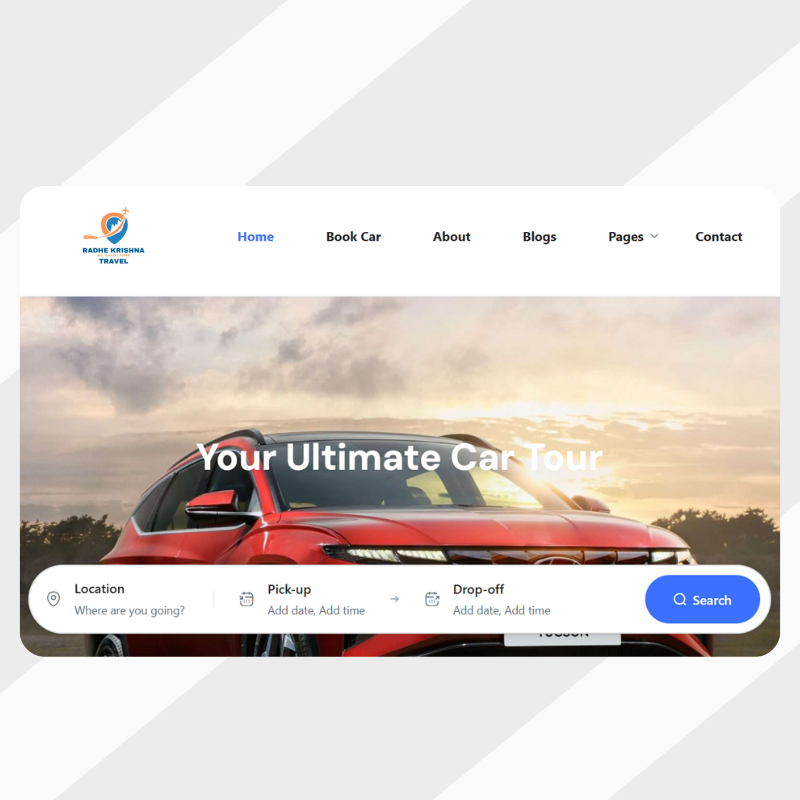 RADHE KRISHNA
TRAVEL
Home
Book Car
About
Blogs
Pages
Contact
Your Ultimate Car Tour
Location
Where are you going?
Pick-up
Add date, Add time
Drop-off
Add date, Add time
Search
TUCSON